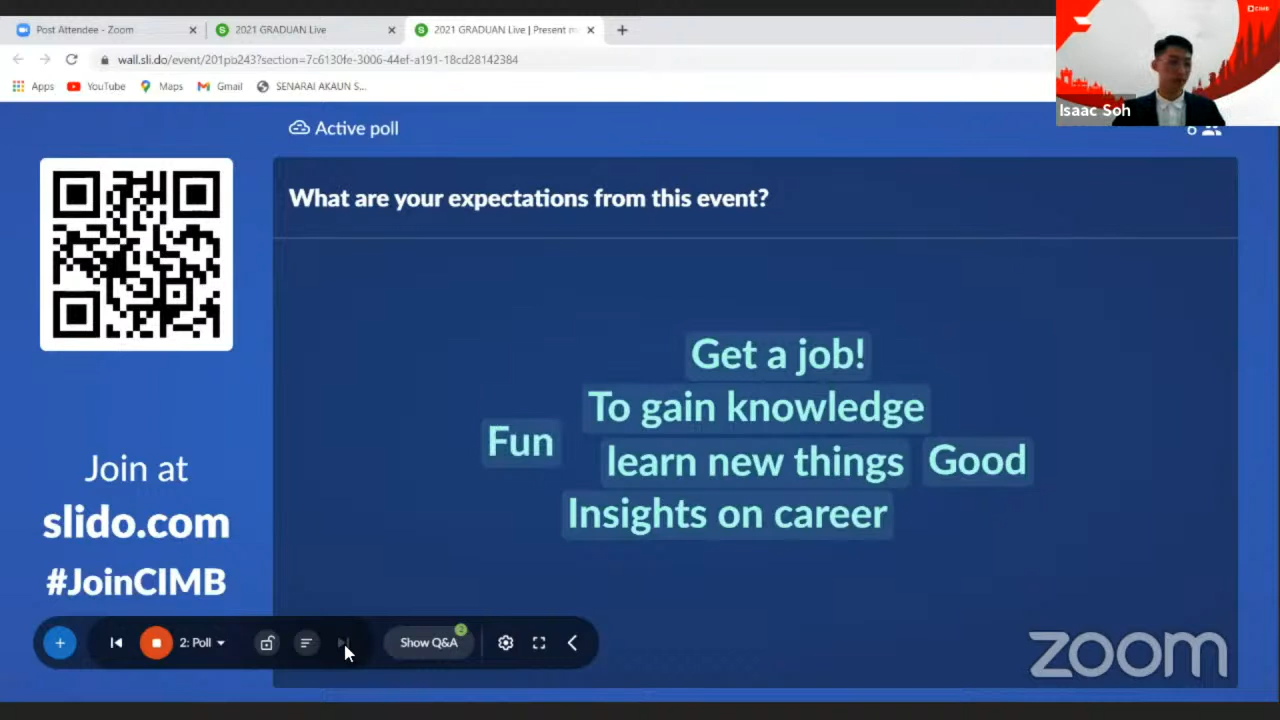 Post Attendee - Zoom
2021 GRADUAN Live
2021 GRADUAN Live | Present m
wall.sli.do/event/201pb243?section=7c6130fe-3006-44ef-a191-18cd28142384
Apps
YouTube
Maps
Gmail
SENARAI AKAUN S...
CIMB
Isaac Soh
Active poll
6
What are your expectations from this event?
Get a job!
To gain knowledge
Fun
learn new things
Good
Insights on career
Join at
slido.com
#JoinCIMB
2: Poll
Show Q&A
2
zoom